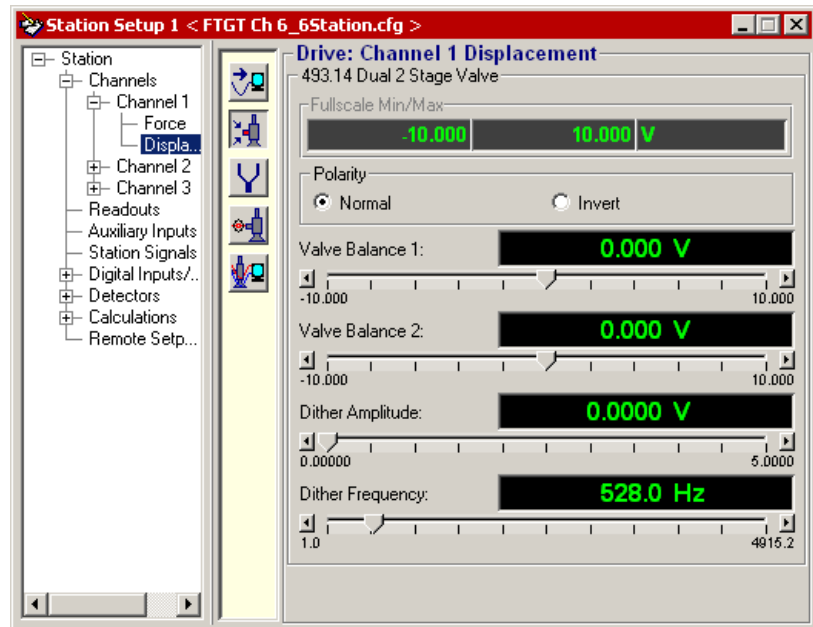 Station Setup 1 < FTGT Ch 6_6Station.cfg >
Station
Channels
Channel 1
Force
Displa...
Channel 2
Channel 3
Readouts
Auxiliary Inputs
Station Signals
Digital Inputs/..
Detectors
Calculations
Remote Setp...
Drive: Channel 1 Displacement
493.14 Dual 2 Stage Valve
Fullscale Min/Max
-10.000 10.000 V
Polarity
Normal Invert
Valve Balance 1: 0.000 V
-10.000 10.000
Valve Balance 2: 0.000 V
-10.000 10.000
Dither Amplitude: 0.0000 V
0.00000 5.0000
Dither Frequency: 528.0 Hz
1.0 4915.2